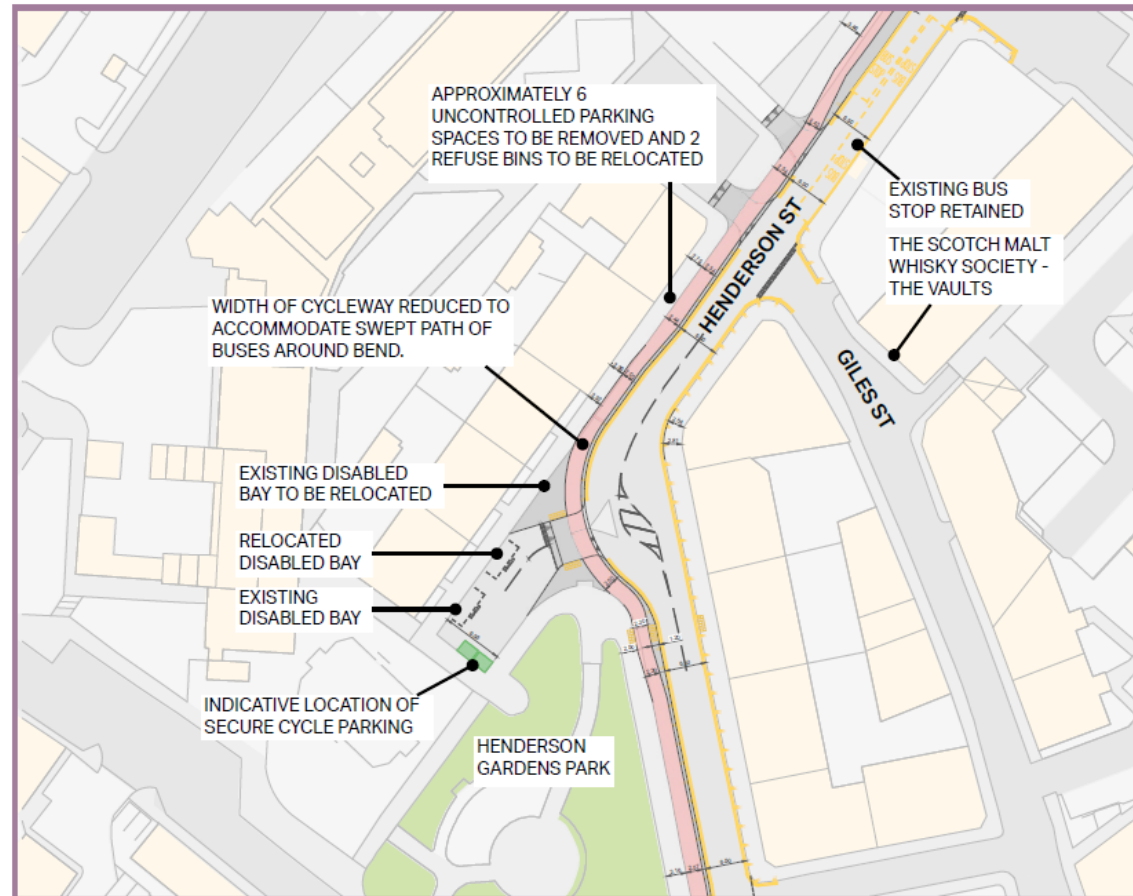 APPROXIMATELY 6
UNCONTROLLED PARKING
SPACES TO BE REMOVED AND 2
REFUSE BINS TO BE RELOCATED
EXISTING BUS
STOP RETAINED
THE SCOTCH MALT
WHISKY SOCIETY -
THE VAULTS
HENDERSON ST
GILES ST
WIDTH OF CYCLEWAY REDUCED TO
ACCOMMODATE SWEPT PATH OF
BUSES AROUND BEND.
EXISTING DISABLED
BAY TO BE RELOCATED
RELOCATED
DISABLED BAY
EXISTING
DISABLED BAY
INDICATIVE LOCATION OF
SECURE CYCLE PARKING
HENDERSON
GARDENS PARK